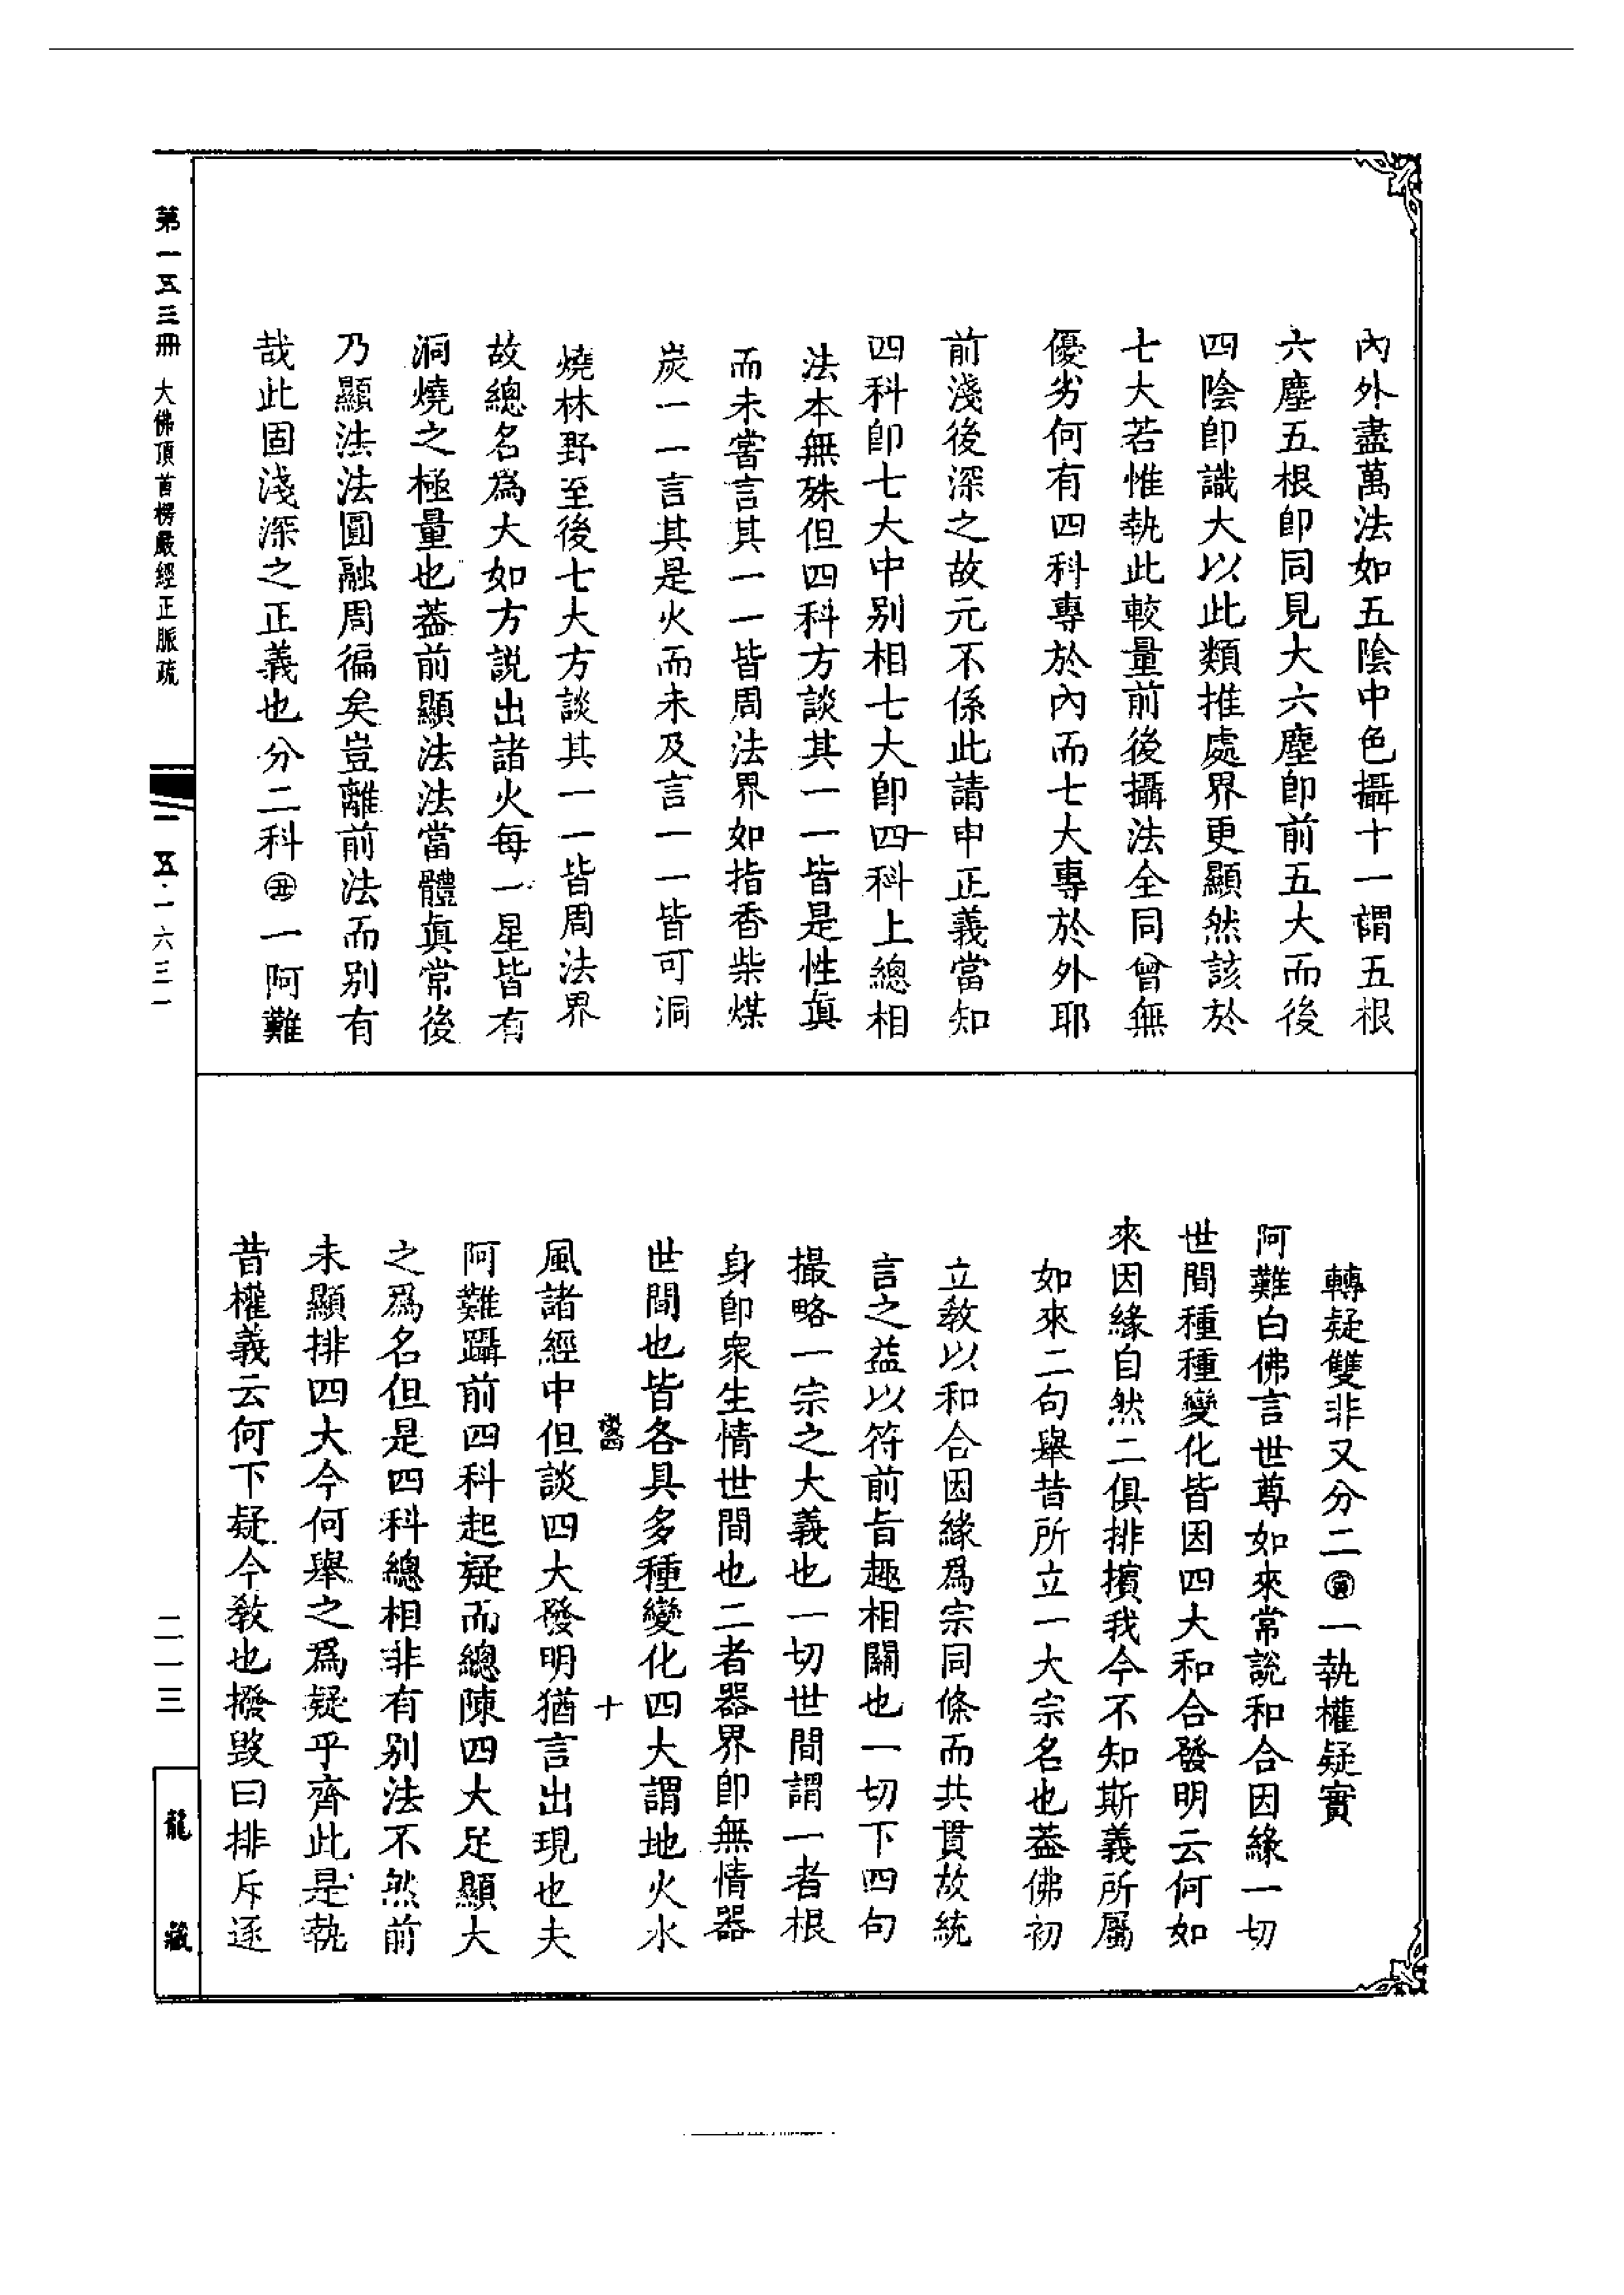 內外盡萬法如五陰中色攝十一謂五根
六塵五根卽同見大六塵卽前五大而後
四陰卽識大以此類推處界更顯然該於
七大若惟執此較量前後攝法全同曾無
優劣何有四科專於內而七大專於外耶
前淺後深之故元不係此請申正義當知
四科卽七大中别相七大卽四科上總相
法本無殊但四科方談其一一皆是性眞
而未嘗言其一一皆周法界如指香柴煤
炭一一言其是火而未及言一一皆可洞
燒林野至後七大方談其一一皆周法界
故總名爲大如方説出諸火每一星皆有
洞燒之極量也葢前顯法法當體眞常後
乃顯法法圓融周徧矣豈離前法而别有
哉此固淺深之正義也分二科㊄一阿難
轉疑雙非又分二㊅一執權疑實
阿難白佛言世尊如來常說和合因緣一切
世間種種變化皆因四大和合發明云何如
來因緣自然二俱排擯我今不知斯義所屬
如來二句舉昔所立一大宗名也葢佛初
立教以和合因緣爲宗同條而共貫故統
言之益以符前旨趣相關也一切下四句
撮略一宗之大義也一切世間謂一者根
身卽衆生情世間也二者器界卽無情器
世間也皆各具多種變化四大謂地火水
十
風諸經中但談四大發明猶言出現也夫
阿難躡前四科起疑而總陳四大足顯大
之爲名但是四科總相非有别法不然前
未顯排四大今何舉之爲疑乎齊此是執
昔權義云何下疑今教也撥毀曰排斥逐
第一五三冊 大佛頂首楞嚴經正脈疏
一五·一六三一
二一三
龍藏